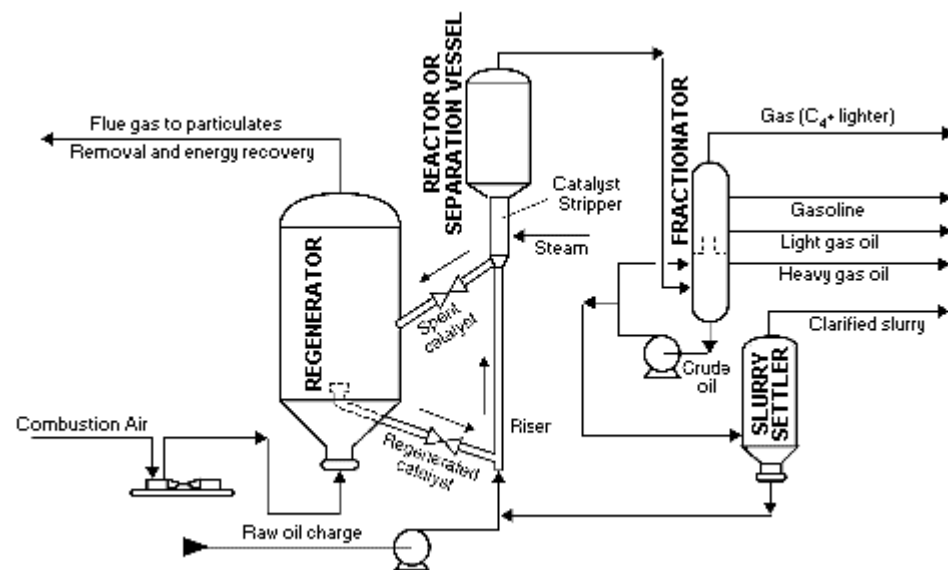 REACTOR OR
SEPARATION VESSEL
FRACTIONATOR
Gas (C₄+ lighter)
Flue gas to particulates
Removal and energy recovery
Catalyst
Stripper
Gasoline
Steam
Light gas oil
Heavy gas oil
REGENERATOR
Spent
catalyst
Clarified slurry
Crude
oil
SLURRY
SETTLER
Combustion Air
Riser
Regenerated
catalyst
Raw oil charge